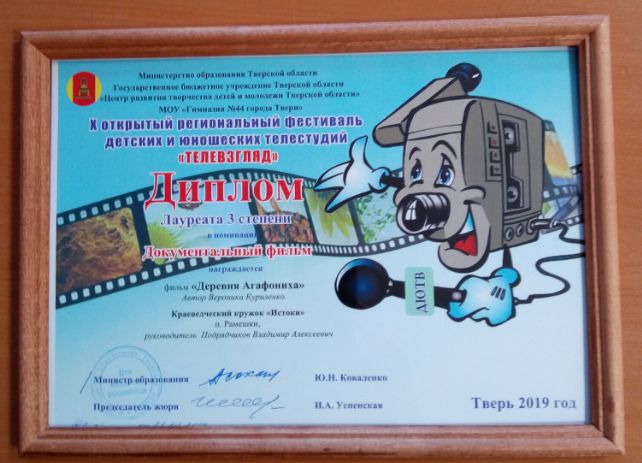 Министерство образования Тверской области
Государственное бюджетное учреждение Тверской области
«Центр развития творчества детей и молодежи Тверской области»
МОУ «Гимназия №44 города Твери»
X открытый региональный фестиваль
детских и юношеских телестудий
«ТЕЛЕВЗГЛЯД»
Диплом
Лауреата 3 степени
в номинации
Документальный фильм
награждается
фильм «Деревня Агафониха»
Автор Вероника Куриленко
Краеведческий кружок «Истоки»
п. Рамешки,
руководитель Подрядчиков Владимир Алексеевич
ДЮТВ
Министр образования Ю.Н. Коваленко
Председатель жюри И.А. Успенская
Тверь 2019 год